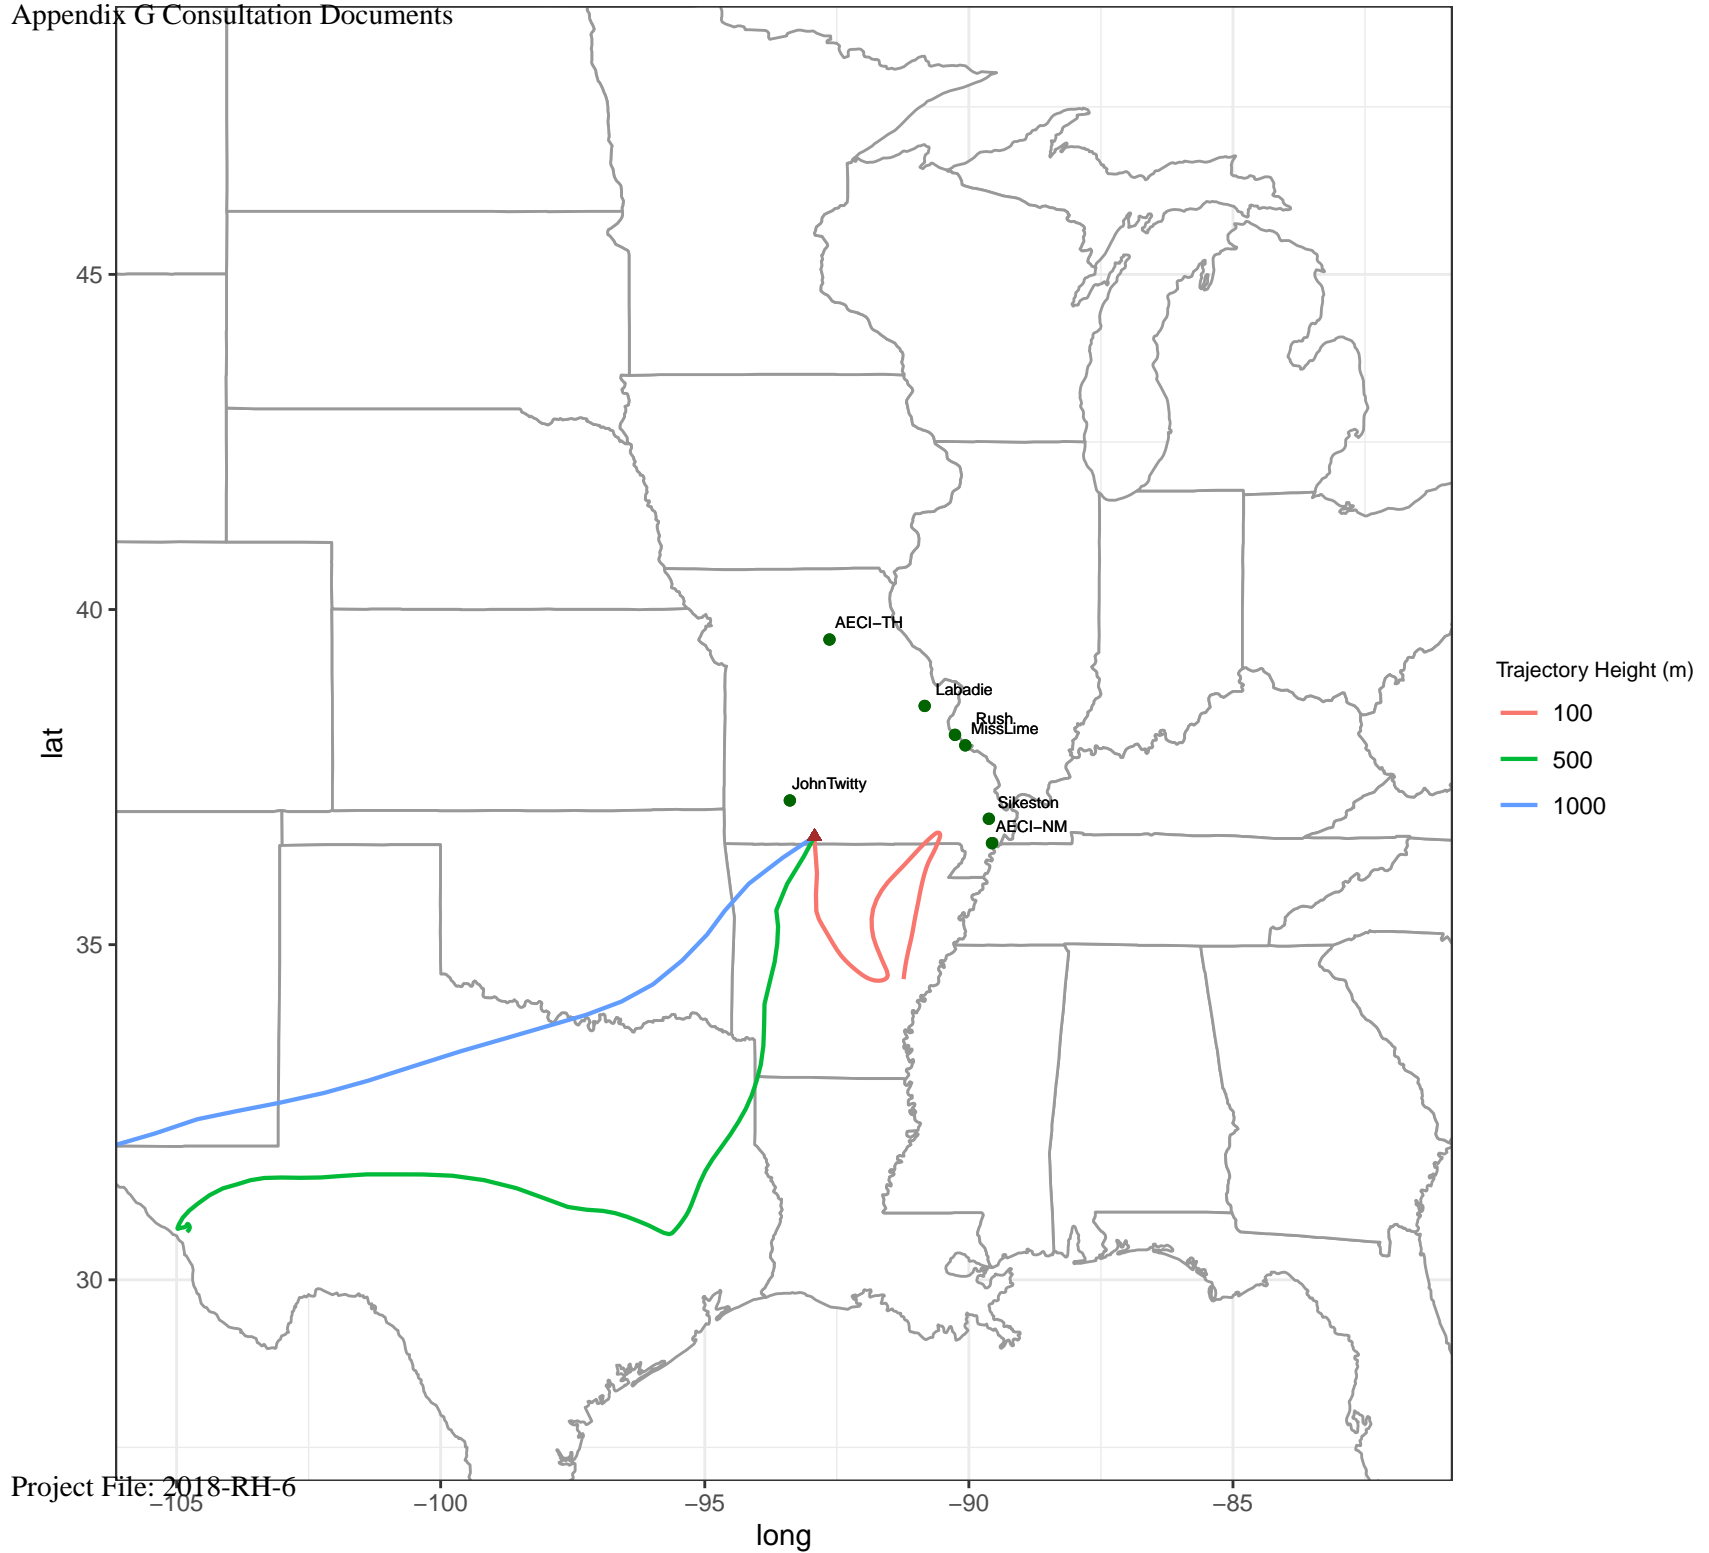 Appendix G Consultation Documents
45
40
35
30
lat
AECI−TH
Labadie
Rush
MissLime
JohnTwitty
Sikeston
AECI−NM
Trajectory Height (m)
100
500
1000
Project File: 2018-RH-6
−105
−100
−95
−90
−85
long